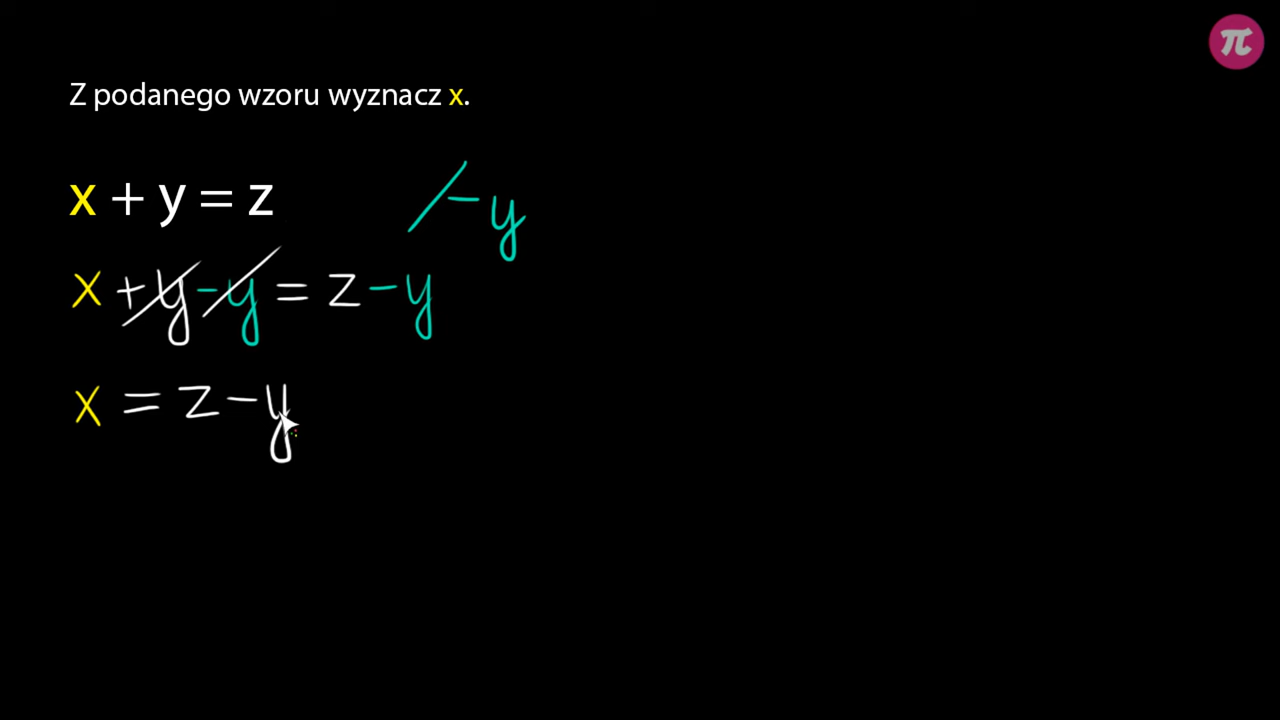 Z podanego wzoru wyznacz x.
x + y = z /-y
x + y - y = z - y
x = z - y
π